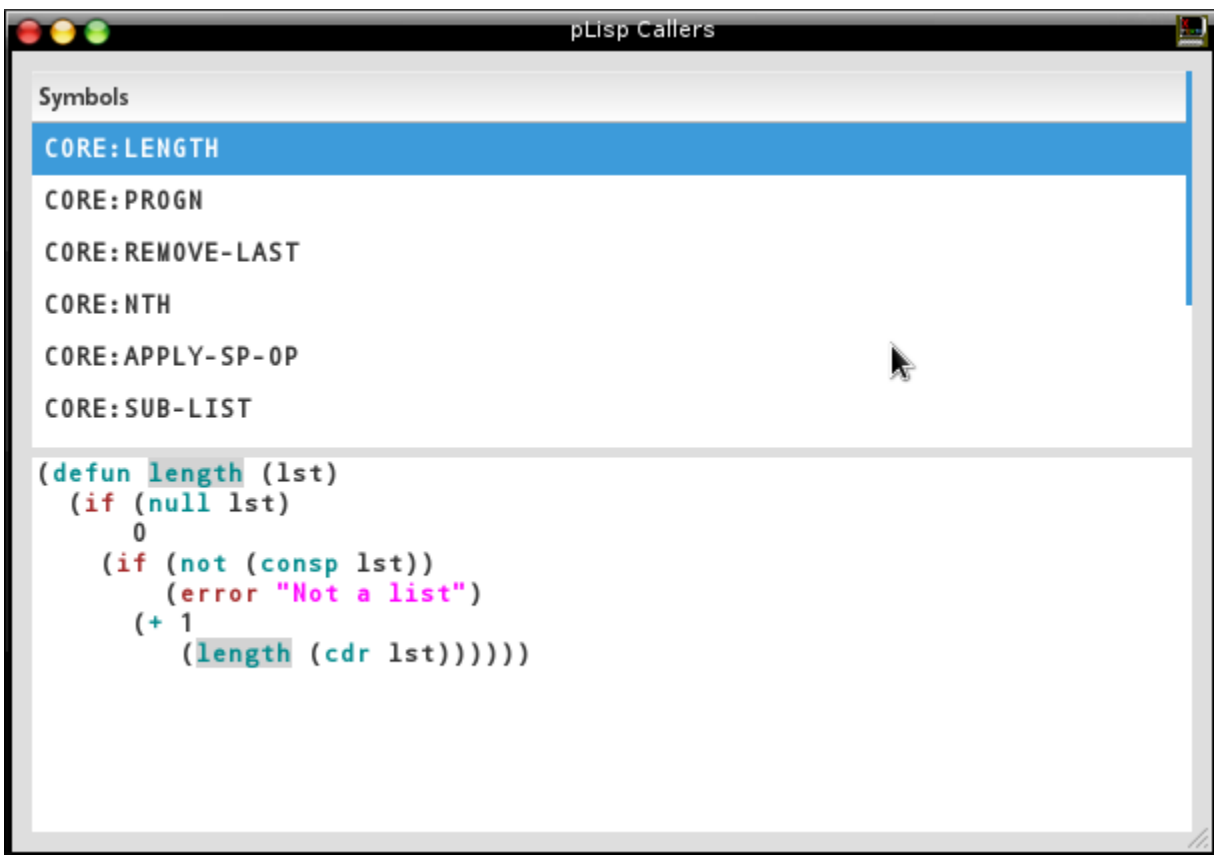 pLisp Callers
Symbols
CORE:LENGTH
CORE:PROGN
CORE:REMOVE-LAST
CORE:NTH
CORE:APPLY-SP-OP
CORE:SUB-LIST
(defun length (lst)
  (if (null lst)
      0
    (if (not (consp lst))
        (error "Not a list")
      (+ 1
         (length (cdr lst))))))